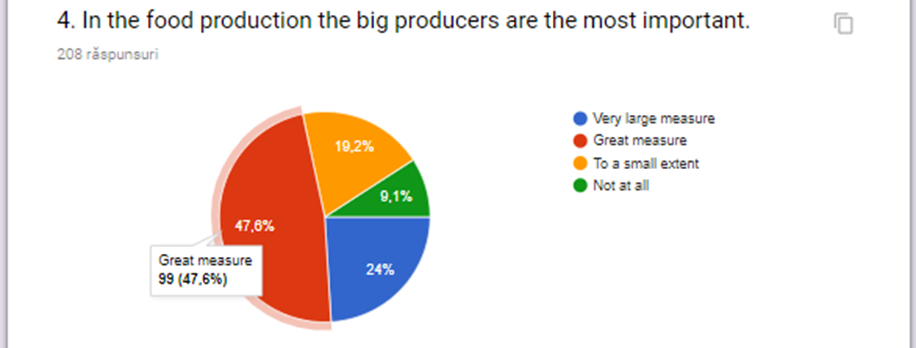 4. In the food production the big producers are the most important.
208 răspunsuri
Very large measure
Great measure
To a small extent
Not at all
19,2%
9,1%
47,6%
24%
Great measure
99 (47,6%)